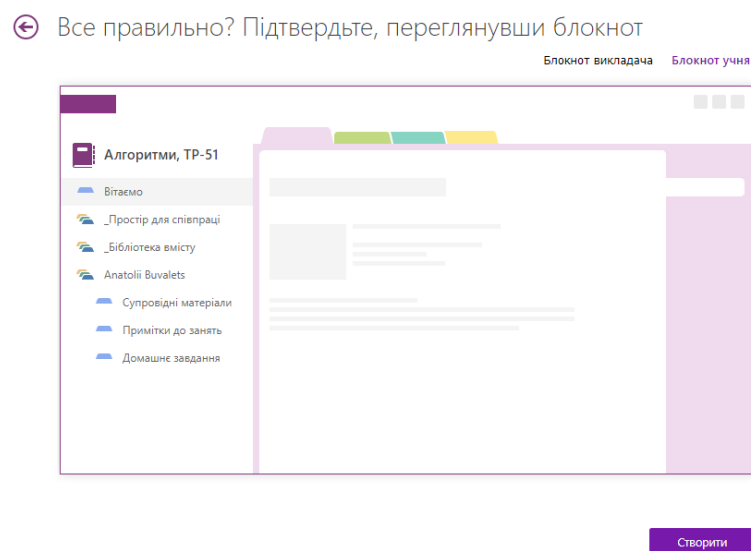 Все правильно? Підтвердьте, переглянувши блокнот
Блокнот викладача Блокнот учня
Алгоритми, ТР-51
Вітаємо
_Простір для співпраці
_Бібліотека вмісту
Anatolii Buvalets
Супровідні матеріали
Примітки до занять
Домашнє завдання
Створити